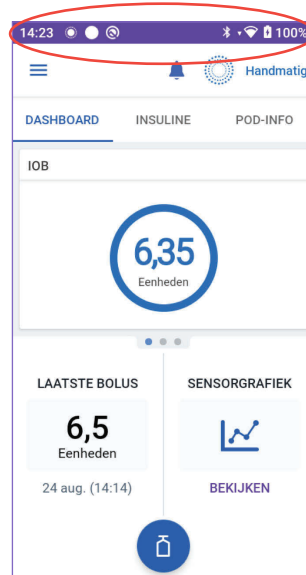 14:23 100%
Handmatig
DASHBOARD INSULINE POD-INFO
IOB
6,35
Eenheden
LAATSTE BOLUS SENSORGRAFIEK
6,5
Eenheden
24 aug. (14:14) BEKIJKEN